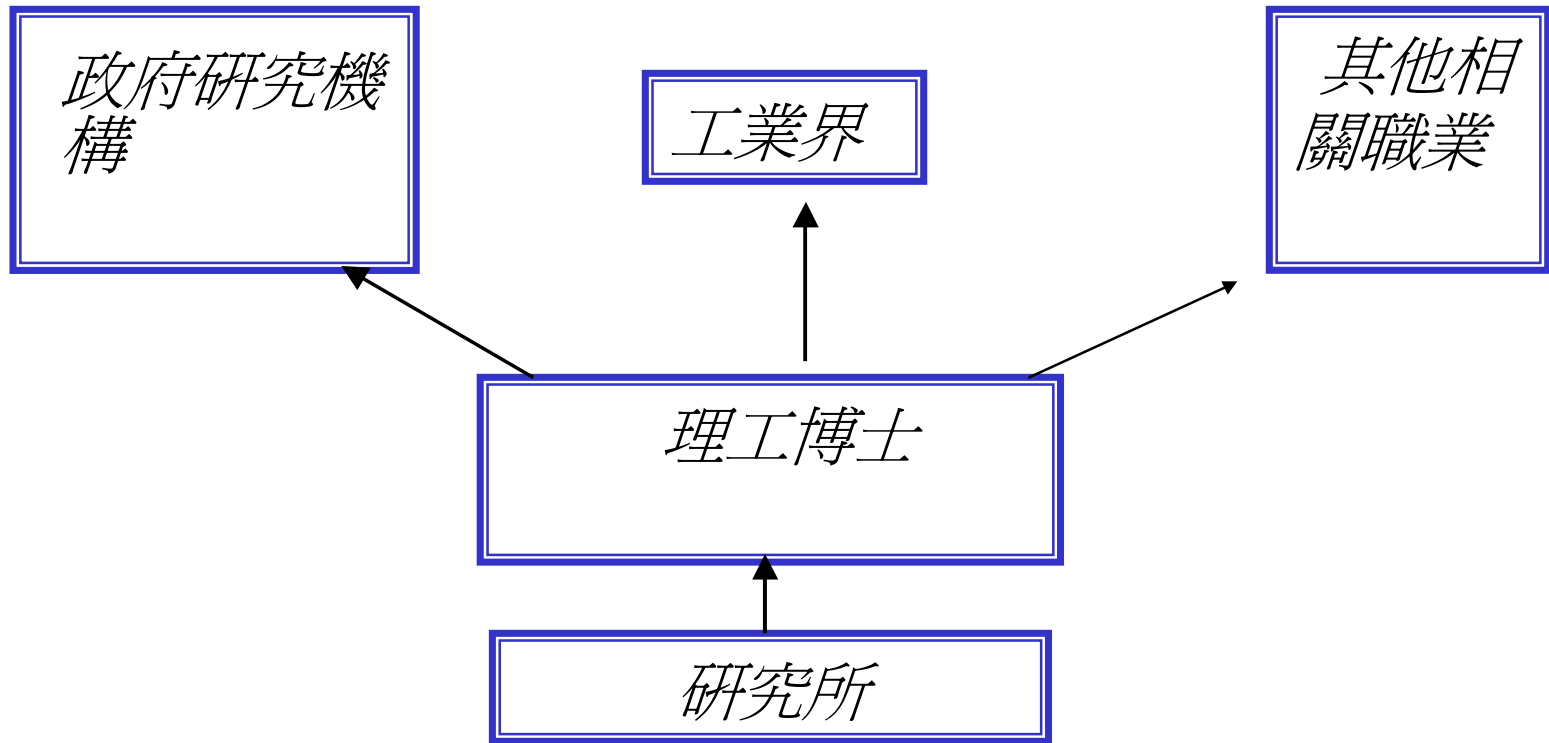 政府研究機
構
工業界
其他相
關職業
理工博士
研究所